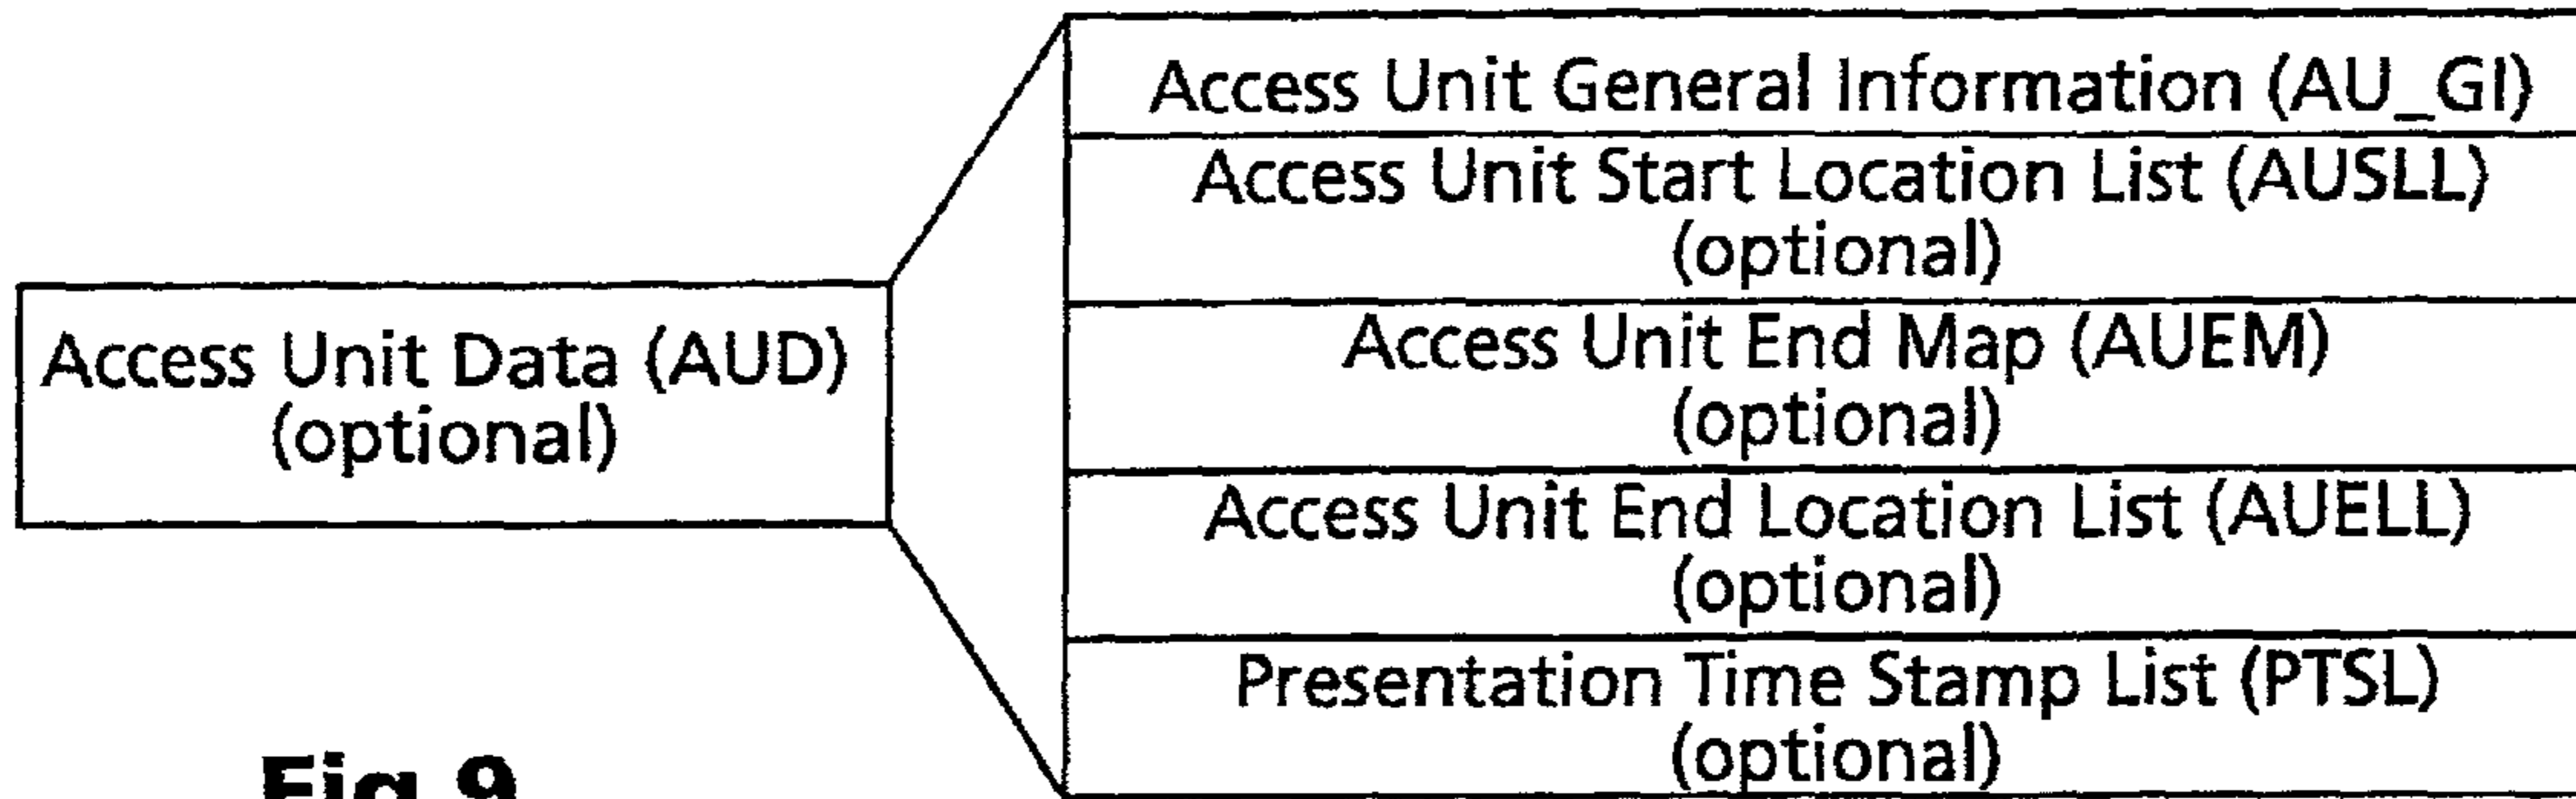 Access Unit Data (AUD)
(optional)
Access Unit General Information (AU_GI)
Access Unit Start Location List (AUSLL)
(optional)
Access Unit End Map (AUEM)
(optional)
Access Unit End Location List (AUELL)
(optional)
Presentation Time Stamp List (PTSL)
(optional)
Fig 9